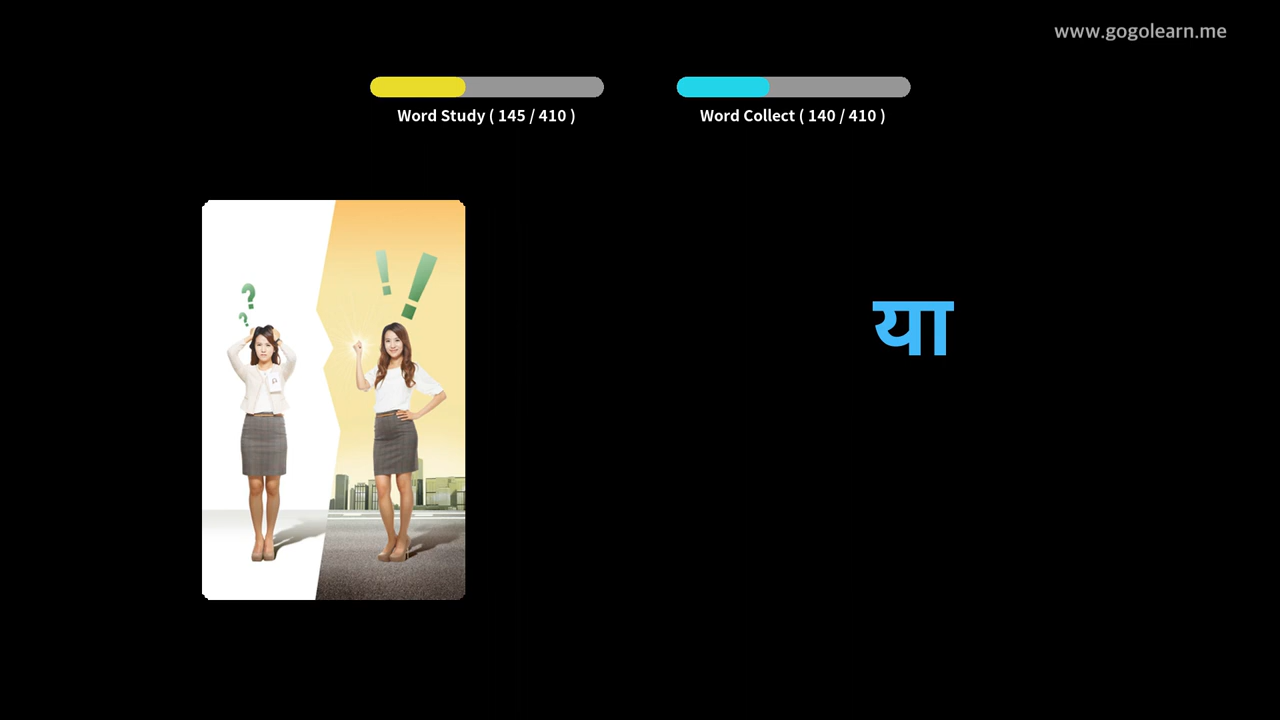 www.gogolearn.me
Word Study ( 145 / 410 )
Word Collect ( 140 / 410 )
? ! !
?
या